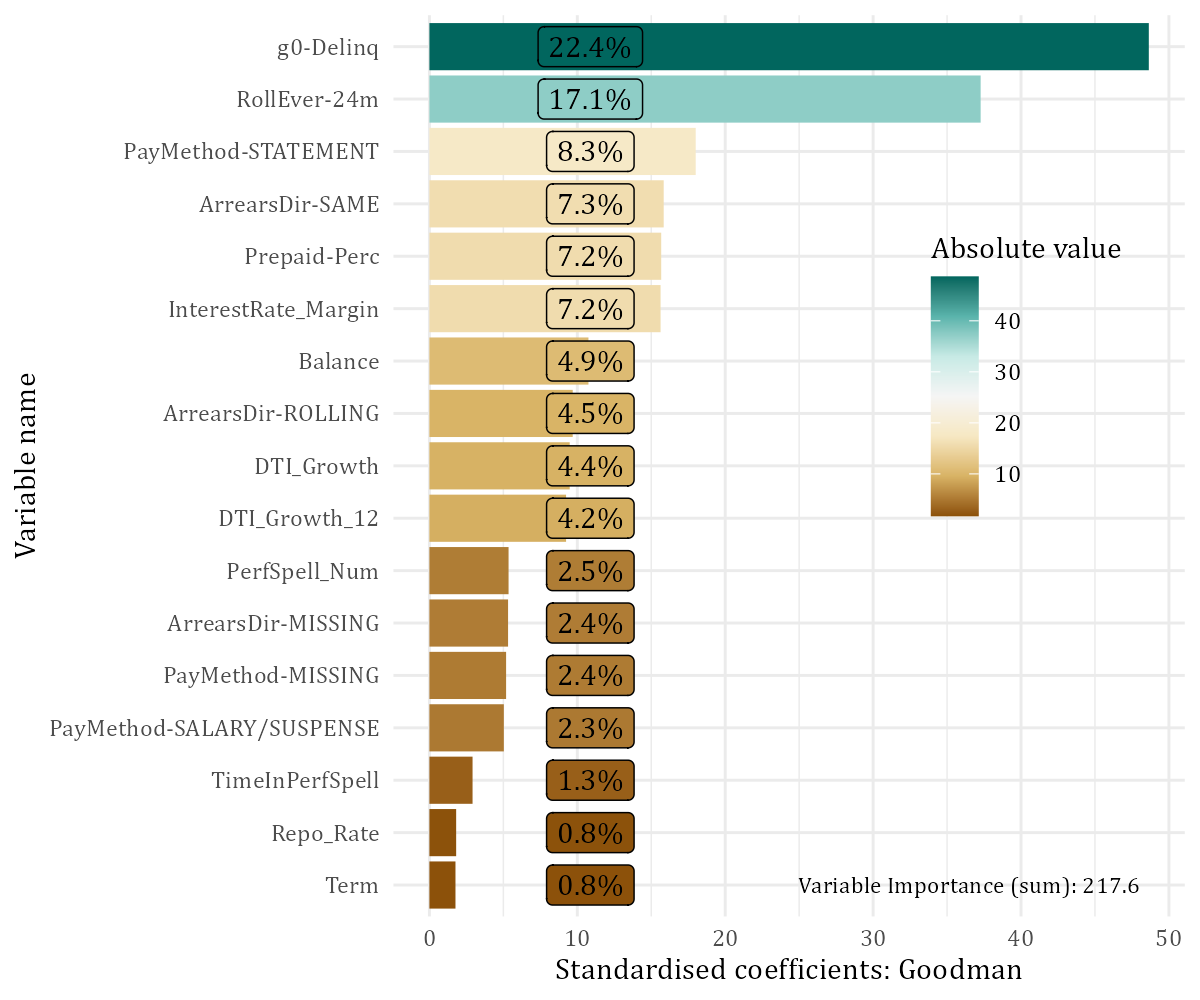 g0-Delinq 22.4%
RollEver-24m 17.1%
PayMethod-STATEMENT 8.3%
ArrearsDir-SAME 7.3%
Prepaid-Perc 7.2%
InterestRate_Margin 7.2%
Balance 4.9%
ArrearsDir-ROLLING 4.5%
DTI_Growth 4.4%
DTI_Growth_12 4.2%
PerfSpell_Num 2.5%
ArrearsDir-MISSING 2.4%
PayMethod-MISSING 2.4%
PayMethod-SALARY/SUSPENSE 2.3%
TimeInPerfSpell 1.3%
Repo_Rate 0.8%
Term 0.8%
Variable name
Absolute value
40
30
20
10
Variable Importance (sum): 217.6
0 10 20 30 40 50
Standardised coefficients: Goodman